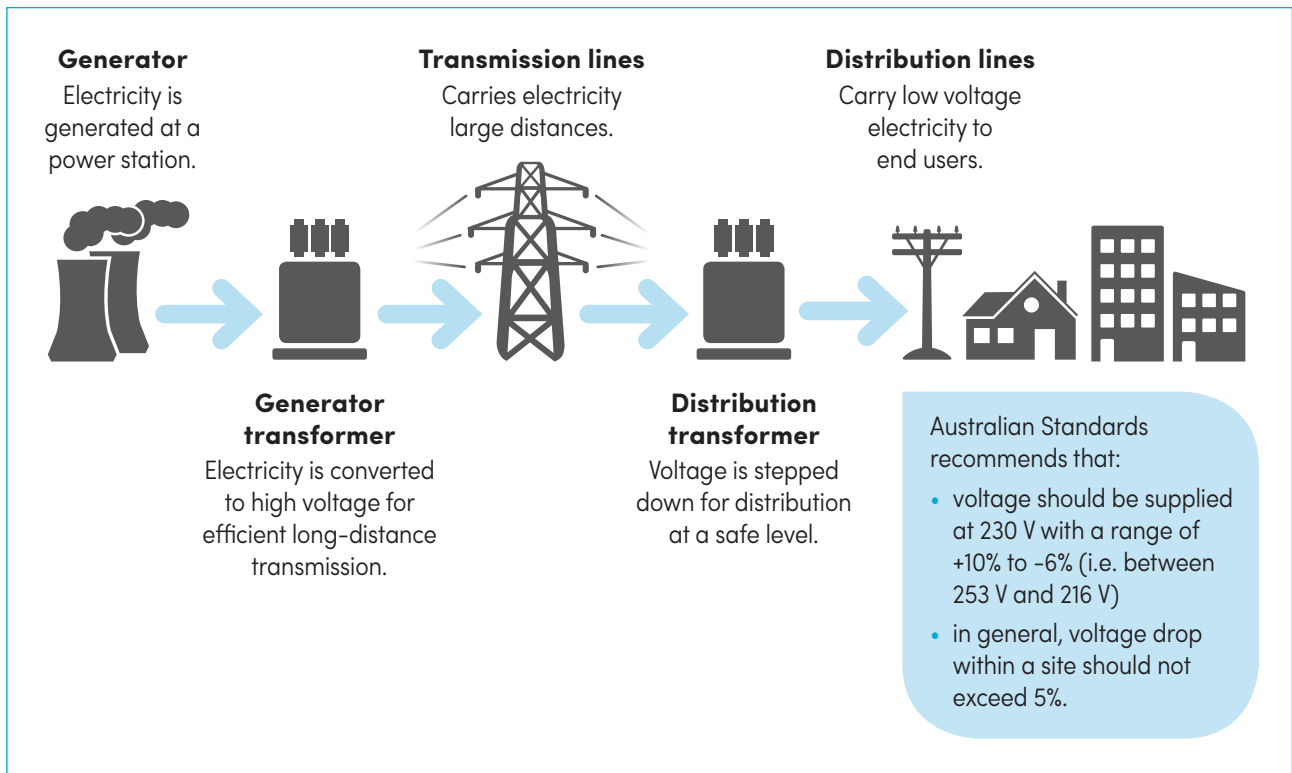 Generator
Electricity is
generated at a
power station.
Transmission lines
Carries electricity
large distances.
Distribution lines
Carry low voltage
electricity to
end users.
Generator
transformer
Electricity is converted
to high voltage for
efficient long-distance
transmission.
Distribution
transformer
Voltage is stepped
down for distribution
at a safe level.
Australian Standards
recommends that:
• voltage should be supplied
at 230 V with a range of
+10% to -6% (i.e. between
253 V and 216 V)
• in general, voltage drop
within a site should not
exceed 5%.